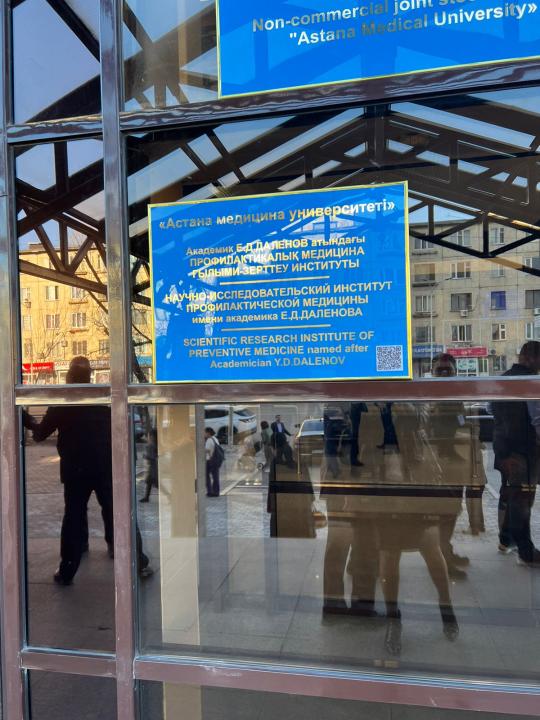 Non-commercial joint
"Astana Medical University»
«Астана медицина университеті»
Академик Е.Д.ДАЛЕНОВ атындағы
ПРОФИЛАКТИКАЛЫҚ МЕДИЦИНА
ҒЫЛЫМИ-ЗЕРТТЕУ ИНСТИТУТЫ
НАУЧНО-ИССЛЕДОВАТЕЛЬСКИЙ ИНСТИТУТ
ПРОФИЛАКТИЧЕСКОЙ МЕДИЦИНЫ
имени академика Е.Д.ДАЛЕНОВА
SCIENTIFIC RESEARCH INSTITUTE OF
PREVENTIVE MEDICINE named after
Academician Y.D.DALENOV